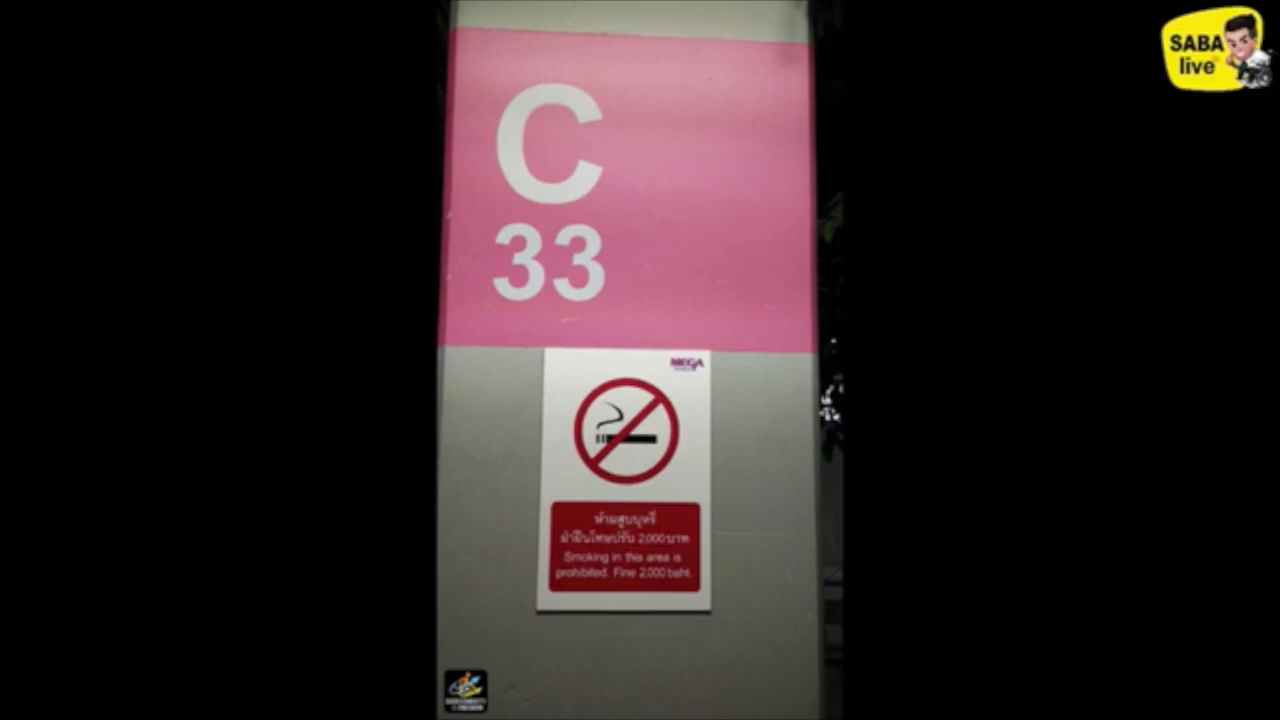 SABA
live
C
33
MEGA
ห้ามสูบบุหรี่
ฝ่าฝืนโทษปรับ 2,000 บาท
Smoking in this area is
prohibited. Fine 2,000 baht.